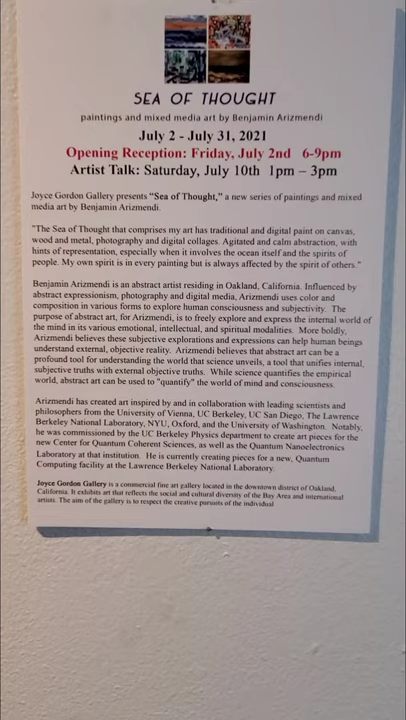 SEA OF THOUGHT
paintings and mixed media art by Benjamin Arizmendi
July 2 - July 31, 2021
Opening Reception: Friday, July 2nd 6-9pm
Artist Talk: Saturday, July 10th 1pm – 3pm
Joyce Gordon Gallery presents "Sea of Thought," a new series of paintings and mixed
media art by Benjamin Arizmendi.
"The Sea of Thought that comprises my art has traditional and digital paint on canvas,
wood and metal, photography and digital collages. Agitated and calm abstraction, with
hints of representation, especially when it involves the ocean itself and the spirits of
people. My own spirit is in every painting but is always affected by the spirit of others."
Benjamin Arizmendi is an abstract artist residing in Oakland, California. Influenced by
abstract expressionism, photography and digital media, Arizmendi uses color and
composition in various forms to explore human consciousness and subjectivity. The
purpose of abstract art, for Arizmendi, is to freely explore and express the internal world of
the mind in its various emotional, intellectual, and spiritual modalities. More boldly,
Arizmendi believes these subjective explorations and expressions can help human beings
understand external, objective reality. Arizmendi believes that abstract art can be a
profound tool for understanding the world that science unveils, a tool that unifies internal,
subjective truths with external objective truths. While science quantifies the empirical
world, abstract art can be used to "quantify" the world of mind and consciousness.
Arizmendi has created art inspired by and in collaboration with leading scientists and
philosophers from the University of Vienna, UC Berkeley, UC San Diego, The Lawrence
Berkeley National Laboratory, NYU, Oxford, and the University of Washington. Notably,
he was commissioned by the UC Berkeley Physics department to create art pieces for the
new Center for Quantum Coherent Sciences, as well as the Quantum Nanoelectronics
Laboratory at that institution. He is currently creating pieces for a new, Quantum
Computing facility at the Lawrence Berkeley National Laboratory.
Joyce Gordon Gallery is a commercial fine art gallery located in the downtown district of Oakland,
California. It exhibits art that reflects the social and cultural diversity of the Bay Area and international
artists. The aim of the gallery is to respect the creative pursuits of the individual